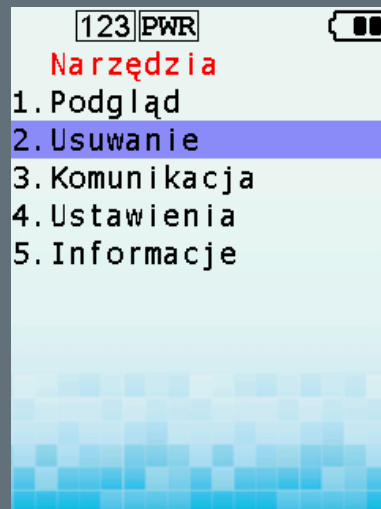 123 PWR
Narzędzia
1.Podgląd
2.Usuwanie
3.Komunikacja
4.Ustawienia
5.Informacje